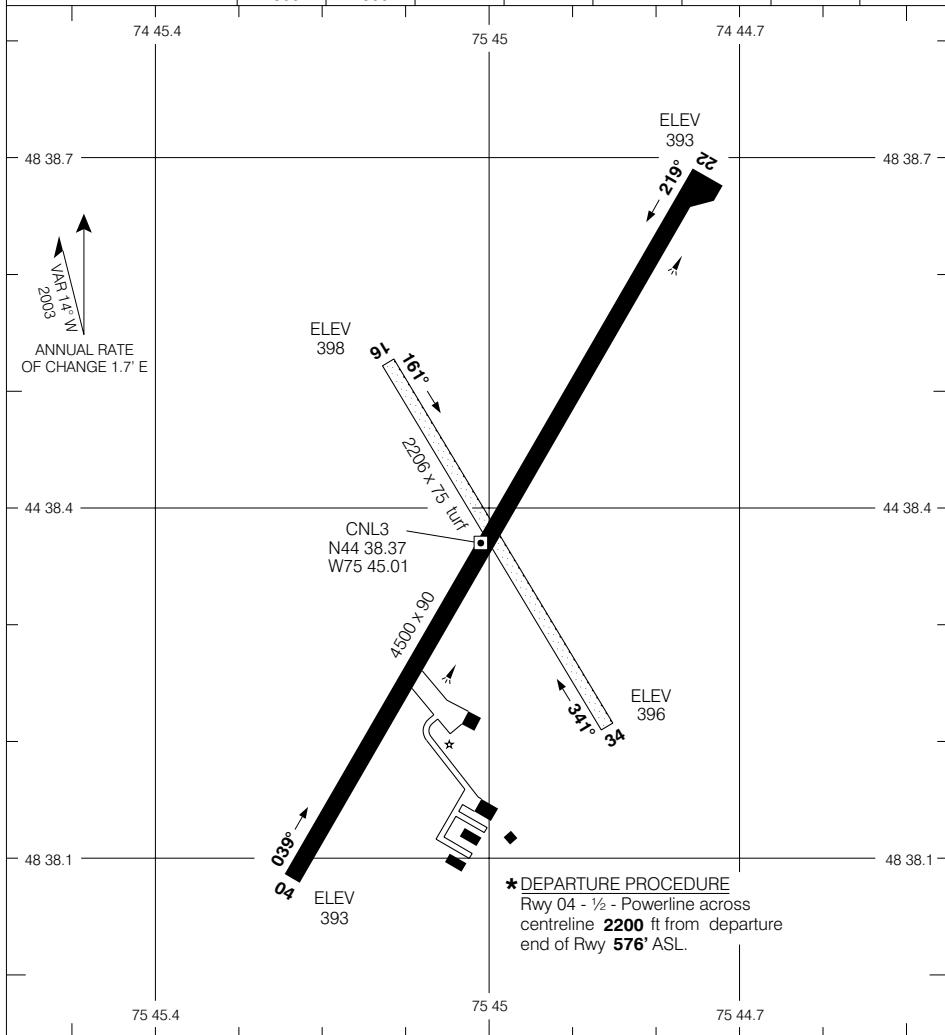 74 45.4
75 45
74 44.7
ELEV
393
48 38.7
48 38.7
22
219°
VAR 14° W
2003
ANNUAL RATE
OF CHANGE 1.7' E
ELEV
398
16
161°
2206 x 75 turf
44 38.4
44 38.4
CNL3
N44 38.37
W75 45.01
4500 x 90
ELEV
396
341°
34
039°
48 38.1
48 38.1
04
ELEV
393
* DEPARTURE PROCEDURE
Rwy 04 - ½ - Powerline across
centreline 2200 ft from departure
end of Rwy 576' ASL.
75 45.4
75 45
74 44.7